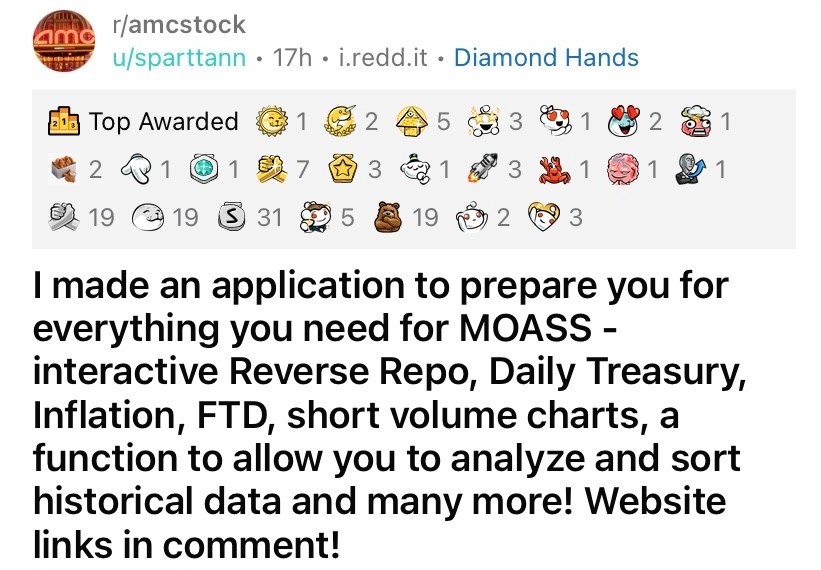 amc
r/amcstock
u/sparttann • 17h • i.redd.it • Diamond Hands
213 Top Awarded 1 2 5 3 1 2 1
2 1 1 7 3 1 3 1 1 1
19 19 S 31 5 19 2 3
I made an application to prepare you for
everything you need for MOASS -
interactive Reverse Repo, Daily Treasury,
Inflation, FTD, short volume charts, a
function to allow you to analyze and sort
historical data and many more! Website
links in comment!